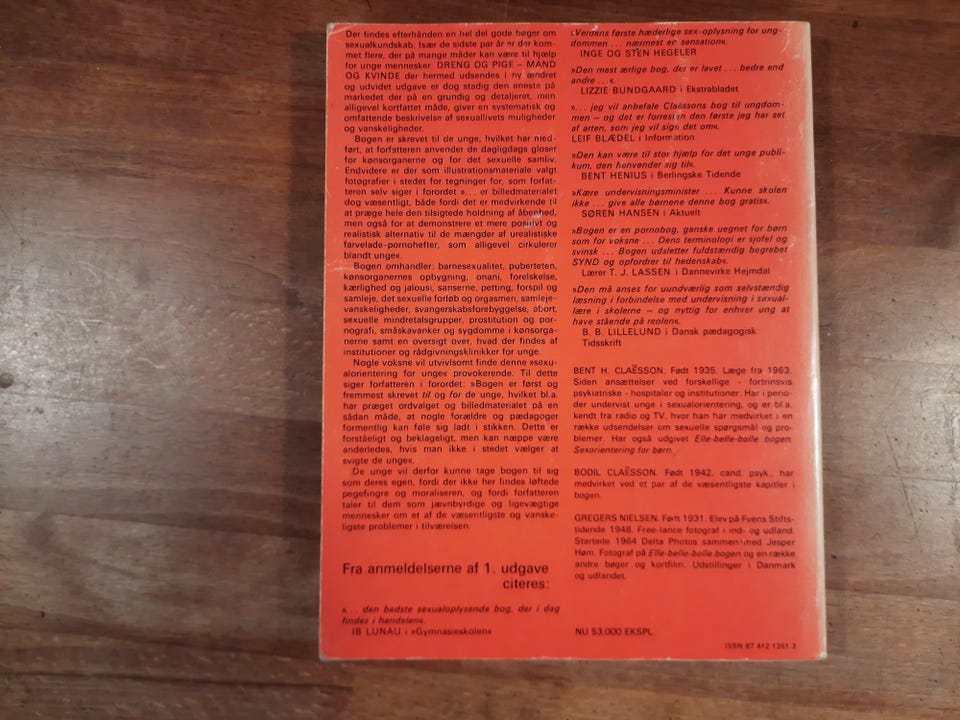 Der findes efterhånden en hel del gode bøger om
sexualkundskab. Især de sidste par år er der kom-
met flere, der på mange måder kan være til hjælp
for unge mennesker. DRENG OG PIGE – MAND
OG KVINDE der hermed udsendes i ny ændret
og udvidet udgave er dog stadig den eneste på
markedet der på en grundig og detaljeret, men
alligevel kortfattet måde, giver en systematisk og
omfattende beskrivelse af sexuallivets muligheder
og vanskeligheder.
Bogen er skrevet til de unge, hvilket har med-
ført, at forfatteren anvender de dagligdags gloser
for kønsorganerne og for det sexuelle samliv.
Endvidere er der som illustrationsmateriale valgt
fotografier i stedet for tegninger for, som forfat-
teren selv siger i forordet »... er billedmaterialet
dog væsentligt, både fordi det er medvirkende til
at præge hele den tilsigtede holdning af åbenhed,
men også for at demonstrere et mere positivt og
realistisk alternativ til de mængder af urealistiske
farvelade-pornohefter, som alligevel cirkulerer
blandt unge«.
Bogen omhandler: barnesexualitet, puberteten,
kønsorganernes opbygning, onani, forelskelse,
kærlighed og jalousi, sanserne, petting, forspil og
samleje, det sexuelle forløb og orgasmen, samleje-
vanskeligheder, svangerskabsforebyggelse, abort,
sexuelle mindretalsgrupper, prostitution og por-
nografi, småskavanker og sygdomme i kønsorga-
nerne samt en oversigt over, hvad der findes af
institutioner og rådgivningsklinikker for unge.
Nogle voksne vil utvivlsomt finde denne »sexu-
alorientering for unge« provokerende. Til dette
siger forfatteren i forordet: »Bogen er først og
fremmest skrevet til og for de unge, hvilket bl.a.
har præget ordvalget og billedmaterialet på en
sådan måde, at nogle forældre og pædagoger
formentlig kan føle sig ladt i stikken. Dette er
forståeligt og beklageligt, men kan næppe være
anderledes, hvis man ikke i stedet vælger at
svigte de unge«.
De unge vil derfor kunne tage bogen til sig
som deres egen, fordi der ikke her findes løftede
pegefingre og moraliseren, og fordi forfatteren
taler til dem som jævnbyrdige og ligevægtige
mennesker om et af de væsentligste og vanske-
ligste problemer i tilværelsen.
Fra anmeldelserne af 1. udgave
citeres:
»... den bedste sexualoplysende bog, der i dag
findes i handelen«.
IB LUNAU i »Gymnasieskolen«
»Verdens første hæderlige sex-oplysning for ung-
dommen ... nærmest en sensation«.
INGE OG STEN HEGELER
»Den mest ærlige bog, der er lavet ... bedre end
andre ...«.
LIZZIE BUNDGAARD i Ekstrabladet
»... jeg vil anbefale Claëssons bog til ungdom-
men – og det er forresten den første jeg har set
af arten, som jeg vil sige det om«.
LEIF BLÆDEL i Information
»Den kan være til stor hjælp for det unge publi-
kum, den henvender sig til«.
BENT HENIUS i Berlingske Tidende
»Kære undervisningsminister ... Kunne skolen
ikke ... give alle børnene denne bog gratis«.
SØREN HANSEN i Aktuelt
»Bogen er en pornobog, ganske uegnet for børn
som for voksne ... Dens terminologi er sjofel og
svinsk ... Bogen udsletter fuldstændig begrebet
SYND og opfordrer til hedenskab«.
Lærer T. J. LASSEN i Dannevirke Hejmdal
»Den må anses for uundværlig som selvstændig
læsning i forbindelse med undervisning i sexual-
lære i skolerne – og nyttig for enhver ung at
have stående på reolen«.
B. B. LILLELUND i Dansk pædagogisk
Tidsskrift
BENT H. CLAËSSON. Født 1935. Læge fra 1963.
Siden ansættelser ved forskellige - fortrinsvis
psykiatriske - hospitaler og institutioner. Har i perio-
der undervist unge i sexualorientering, og er bl.a.
kendt fra radio og TV, hvor han har medvirket i en
række udsendelser om sexuelle spørgsmål og pro-
blemer. Har også udgivet Elle-belle-bolle bogen.
Sexorientering for børn.
BODIL CLAËSSON. Født 1942, cand. psyk., har
medvirket ved et par af de væsentligste kapitler i
bogen.
GREGERS NIELSEN. Født 1931. Elev på Fyens Stifts-
tidende 1948. Free-lance fotograf i ind- og udland.
Startede 1964 Delta Photos sammen med Jesper
Høm. Fotograf på Elle-belle-bolle bogen og en række
andre bøger og kortfilm. Udstillinger i Danmark
og udlandet.
NU 53.000 EKSPL.
ISBN 87 412 1351 3